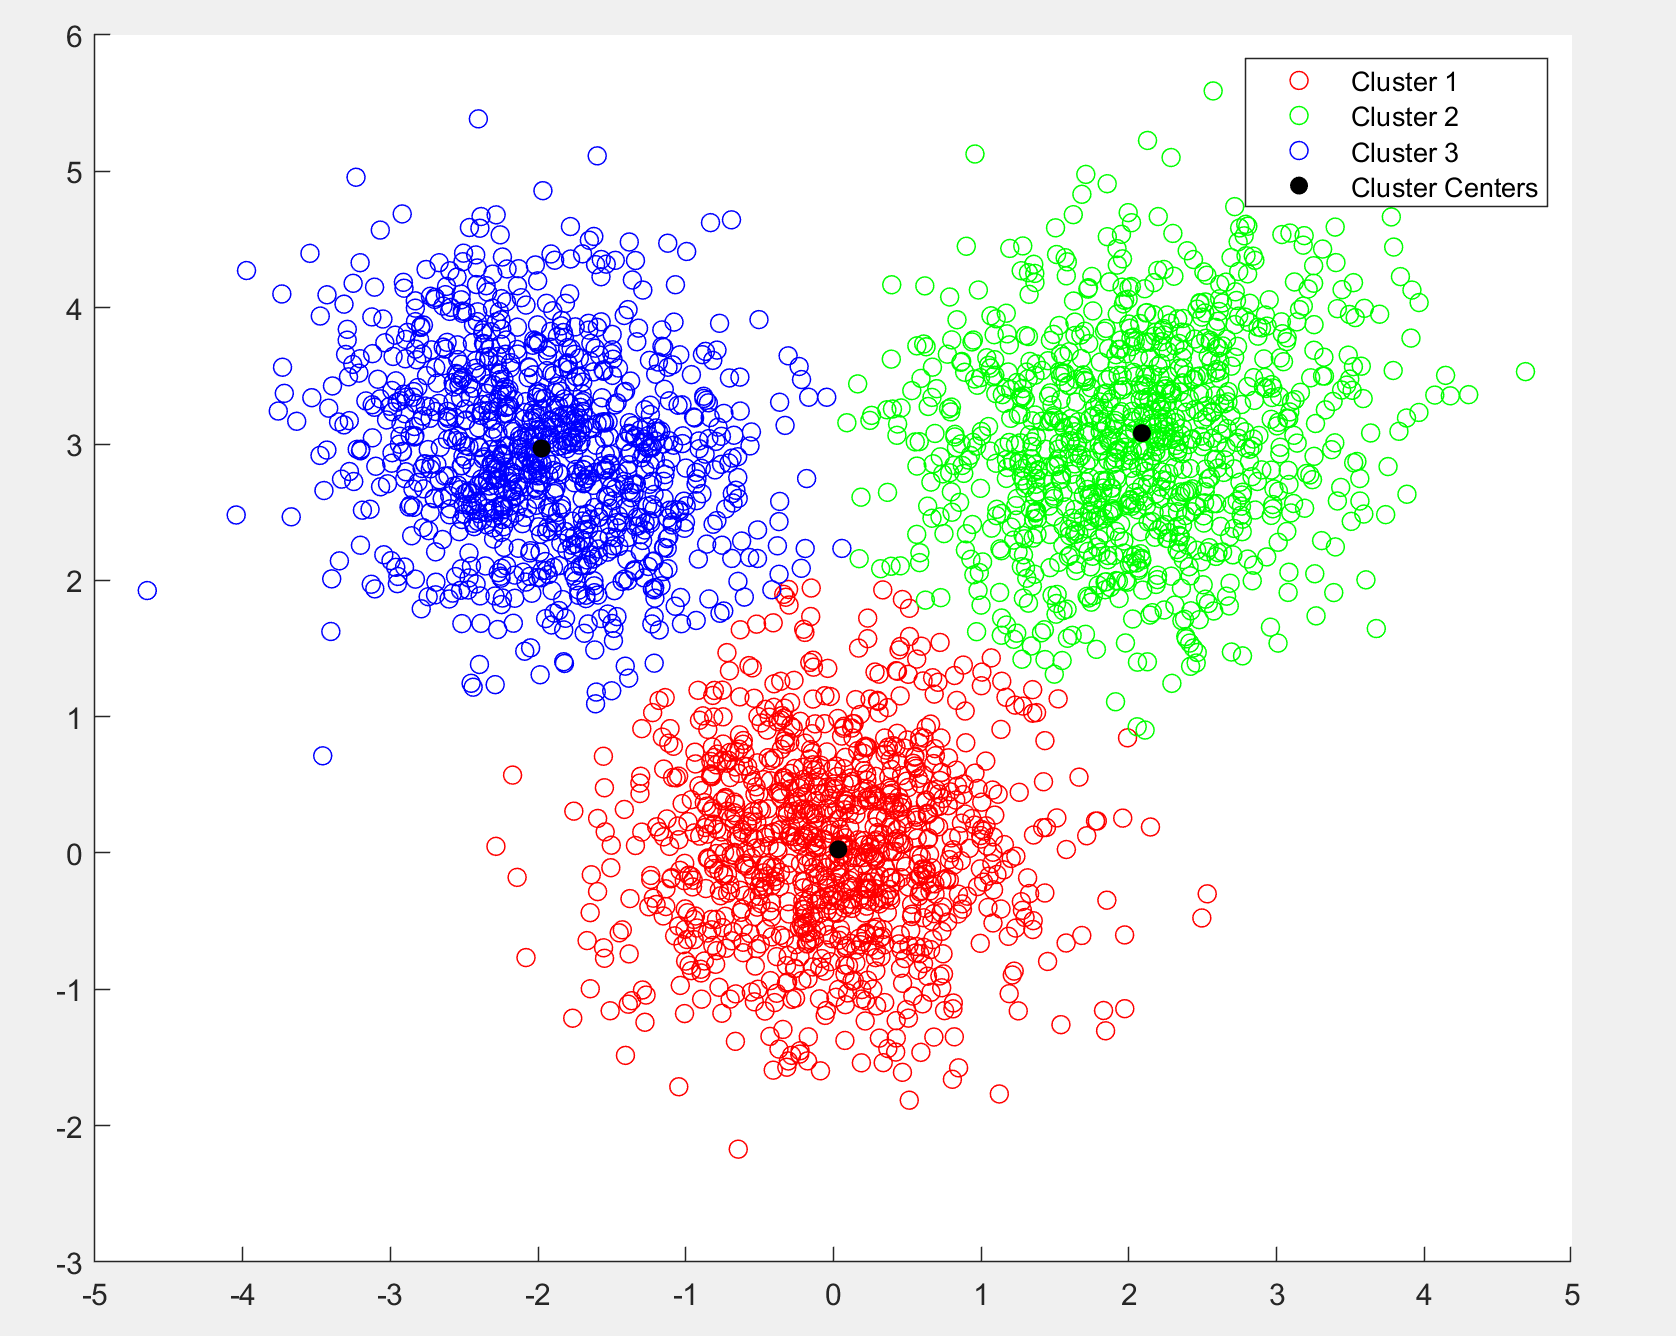 6
5
4
3
2
1
0
-1
-2
-3
-5 -4 -3 -2 -1 0 1 2 3 4 5
Cluster 1
Cluster 2
Cluster 3
Cluster Centers